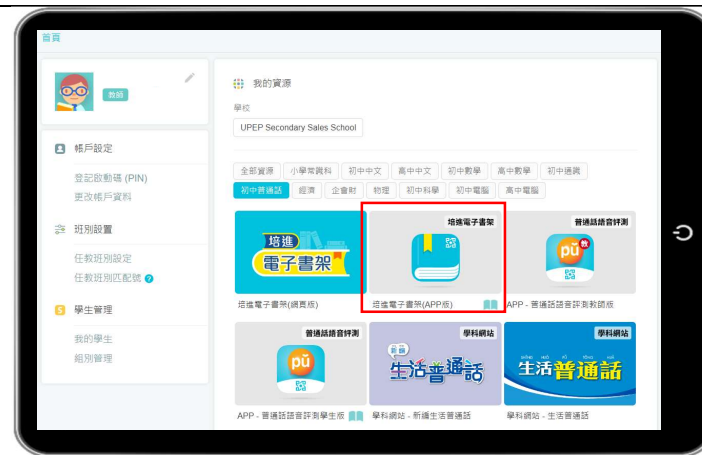 首頁
教師
帳戶設定
登記啟動碼 (PIN)
更改帳戶資料
班別設置
任教班別設定
任教班別匹配號 ?
學生管理
我的學生
組別管理
我的資源
學校
UPEP Secondary Sales School
全部資源 小學常識科 初中中文 高中中文 初中數學 高中數學 初中通識
初中普通話 經濟 企會財 物理 初中科學 初中電腦 高中電腦
培進
電子書架
培進電子書架(網頁版)
培進電子書架
培進電子書架(APP版)
普通話語音評測
pǔ 教
APP - 普通話語音評測教師版
普通話語音評測
pǔ
APP - 普通話語音評測學生版
學科網站
新編
生活普通話
學科網站 - 新編生活普通話
學科網站
shēng huó pǔ tōng huà
生活普通話
學科網站 - 生活普通話